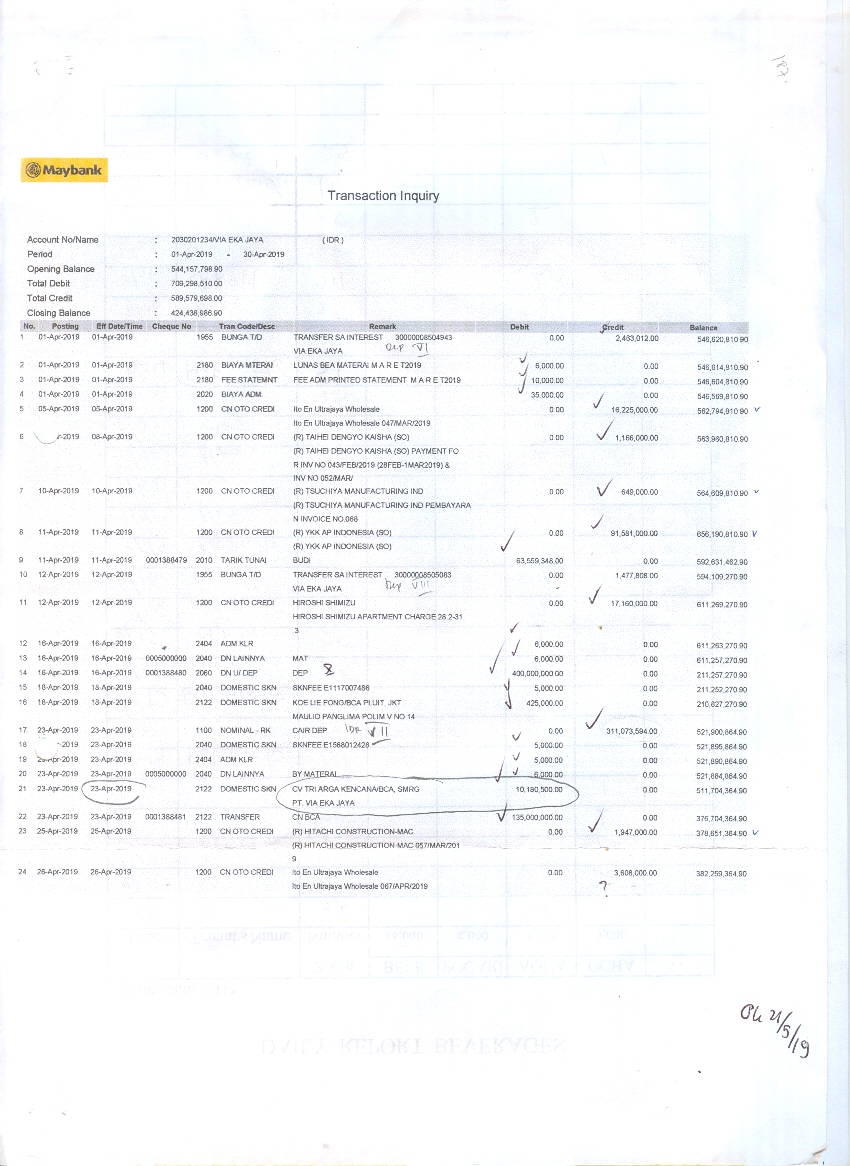 Maybank
Transaction Inquiry
Account No/Name : 2030201234/VIA EKA JAYA ( IDR )
Period : 01-Apr-2019 - 30-Apr-2019
Opening Balance : 544,157,798.90
Total Debit : 709,298,510.00
Total Credit : 589,579,698.00
Closing Balance : 424,438,986.90
No. Posting Eff Date/Time Cheque No Tran Code/Desc Remark Debit Credit Balance
1 01-Apr-2019 01-Apr-2019 1955 BUNGA T/D TRANSFER SA INTEREST 30000008504943 0.00 2,463,012.00 546,620,810.90
VIA EKA JAYA Dep VI
2 01-Apr-2019 01-Apr-2019 2160 BIAYA MTERAI LUNAS BEA MATERAI M A R E T2019 6,000.00 0.00 546,614,810.90
3 01-Apr-2019 01-Apr-2019 2180 FEE STATEMNT FEE ADM PRINTED STATEMENT M A R E T2019 10,000.00 0.00 546,604,810.90
4 01-Apr-2019 01-Apr-2019 2020 BIAYA ADM. 35,000.00 0.00 546,569,810.90
5 05-Apr-2019 05-Apr-2019 1200 CN OTO CREDI Ito En Ultrajaya Wholesale 0.00 16,225,000.00 562,794,810.90
Ito En Ultrajaya Wholesale 047/MAR/2019
6 r-2019 08-Apr-2019 1200 CN OTO CREDI (R) TAIHEI DENGYO KAISHA (SO) 0.00 1,166,000.00 563,960,810.90
(R) TAIHEI DENGYO KAISHA (SO) PAYMENT FO
R INV NO 043/FEB/2019 (28FEB-1MAR2019) &
INV NO 052/MAR/
7 10-Apr-2019 10-Apr-2019 1200 CN OTO CREDI (R) TSUCHIYA MANUFACTURING IND 0.00 649,000.00 564,609,810.90
(R) TSUCHIYA MANUFACTURING IND PEMBAYARA
N INVOICE NO.068
8 11-Apr-2019 11-Apr-2019 1200 CN OTO CREDI (R) YKK AP INDONESIA (SO) 0.00 91,581,000.00 656,190,810.90
(R) YKK AP INDONESIA (SO)
9 11-Apr-2019 11-Apr-2019 0001388479 2010 TARIK TUNAI BUDI 63,559,348.00 0.00 592,631,462.90
10 12-Apr-2019 12-Apr-2019 1955 BUNGA T/D TRANSFER SA INTEREST 30000008505083 0.00 1,477,808.00 594,109,270.90
VIA EKA JAYA Dep VIII
11 12-Apr-2019 12-Apr-2019 1200 CN OTO CREDI HIROSHI SHIMIZU 0.00 17,160,000.00 611,269,270.90
HIROSHI SHIMIZU APARTMENT CHARGE 28.2-31
3
12 16-Apr-2019 16-Apr-2019 2404 ADM KLR 6,000.00 0.00 611,263,270.90
13 16-Apr-2019 16-Apr-2019 0005000000 2040 DN LAINNYA MAT 6,000.00 0.00 611,257,270.90
14 16-Apr-2019 16-Apr-2019 0001388480 2060 DN U/ DEP DEP 400,000,000.00 0.00 211,257,270.90
15 18-Apr-2019 18-Apr-2019 2040 DOMESTIC SKN SKNFEE E1117007486 5,000.00 0.00 211,252,270.90
16 18-Apr-2019 18-Apr-2019 2122 DOMESTIC SKN KOE LIE FONG/BCA PLUIT, JKT 425,000.00 0.00 210,827,270.90
MAULID PANGLIMA POLIM V NO 14
17 23-Apr-2019 23-Apr-2019 1100 NOMINAL - RK CAIR DEP IDR VII 0.00 311,073,594.00 521,900,864.90
18 2019 23-Apr-2019 2040 DOMESTIC SKN SKNFEE E1568012428 5,000.00 0.00 521,895,864.90
19 23-Apr-2019 23-Apr-2019 2404 ADM KLR 5,000.00 0.00 521,890,864.90
20 23-Apr-2019 23-Apr-2019 0005000000 2040 DN LAINNYA BY MATERAI 6,000.00 0.00 521,884,864.90
21 23-Apr-2019 23-Apr-2019 2122 DOMESTIC SKN CV TRI ARGA KENCANA/BCA, SMRG 10,180,500.00 0.00 511,704,364.90
PT. VIA EKA JAYA
22 23-Apr-2019 23-Apr-2019 0001388481 2122 TRANSFER CN BCA 135,000,000.00 0.00 376,704,364.90
23 25-Apr-2019 25-Apr-2019 1200 CN OTO CREDI (R) HITACHI CONSTRUCTION-MAC 0.00 1,947,000.00 378,651,364.90
(R) HITACHI CONSTRUCTION-MAC 057/MAR/201
9
24 26-Apr-2019 26-Apr-2019 1200 CN OTO CREDI Ito En Ultrajaya Wholesale 0.00 3,608,000.00 382,259,364.90
Ito En Ultrajaya Wholesale 067/APR/2019 ?
21/5/19